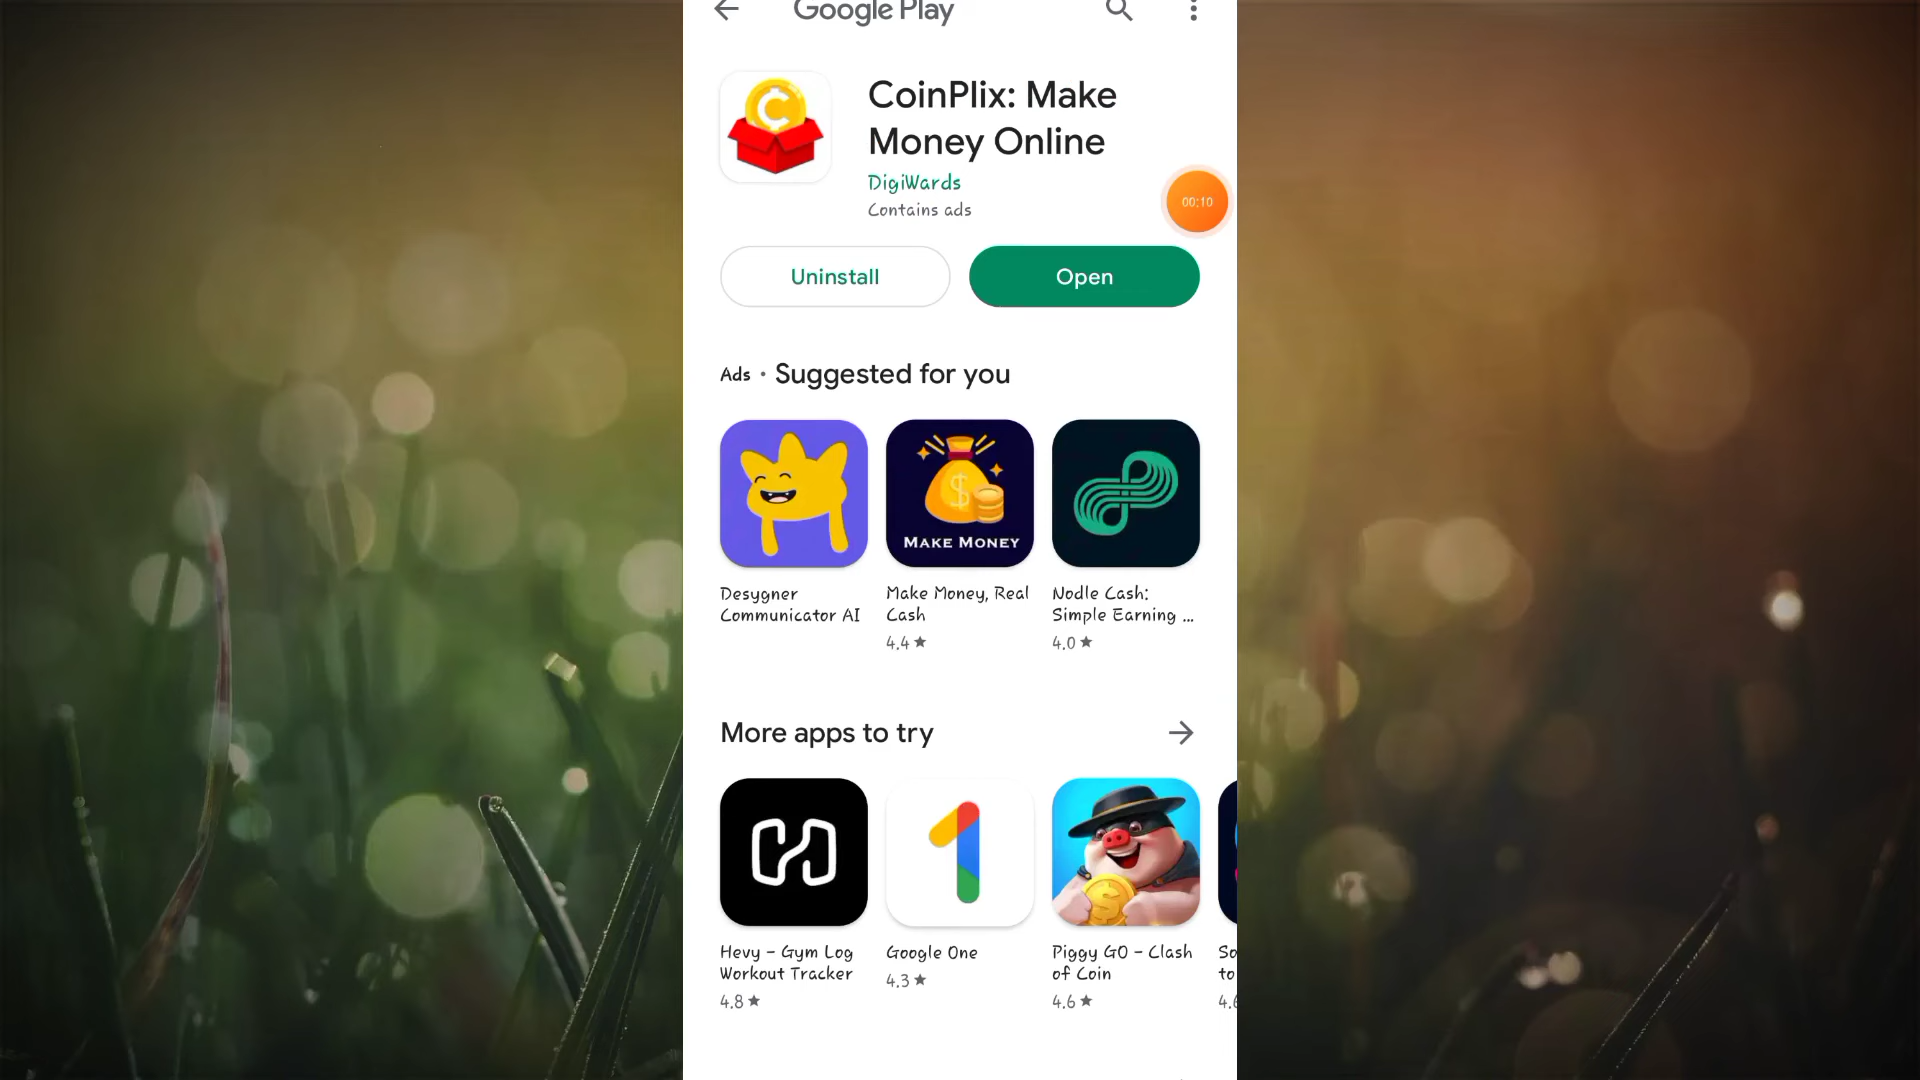 Google Play
CoinPlix: Make
Money Online
DigiWards
Contains ads
00:10
Uninstall
Open
Ads • Suggested for you
MAKE MONEY
Desygner
Communicator AI
Make Money, Real
Cash
4.4 ★
Nodle Cash:
Simple Earning ...
4.0 ★
More apps to try
Hevy – Gym Log
Workout Tracker
4.8 ★
Google One
4.3 ★
Piggy GO – Clash
of Coin
4.6 ★
So
to